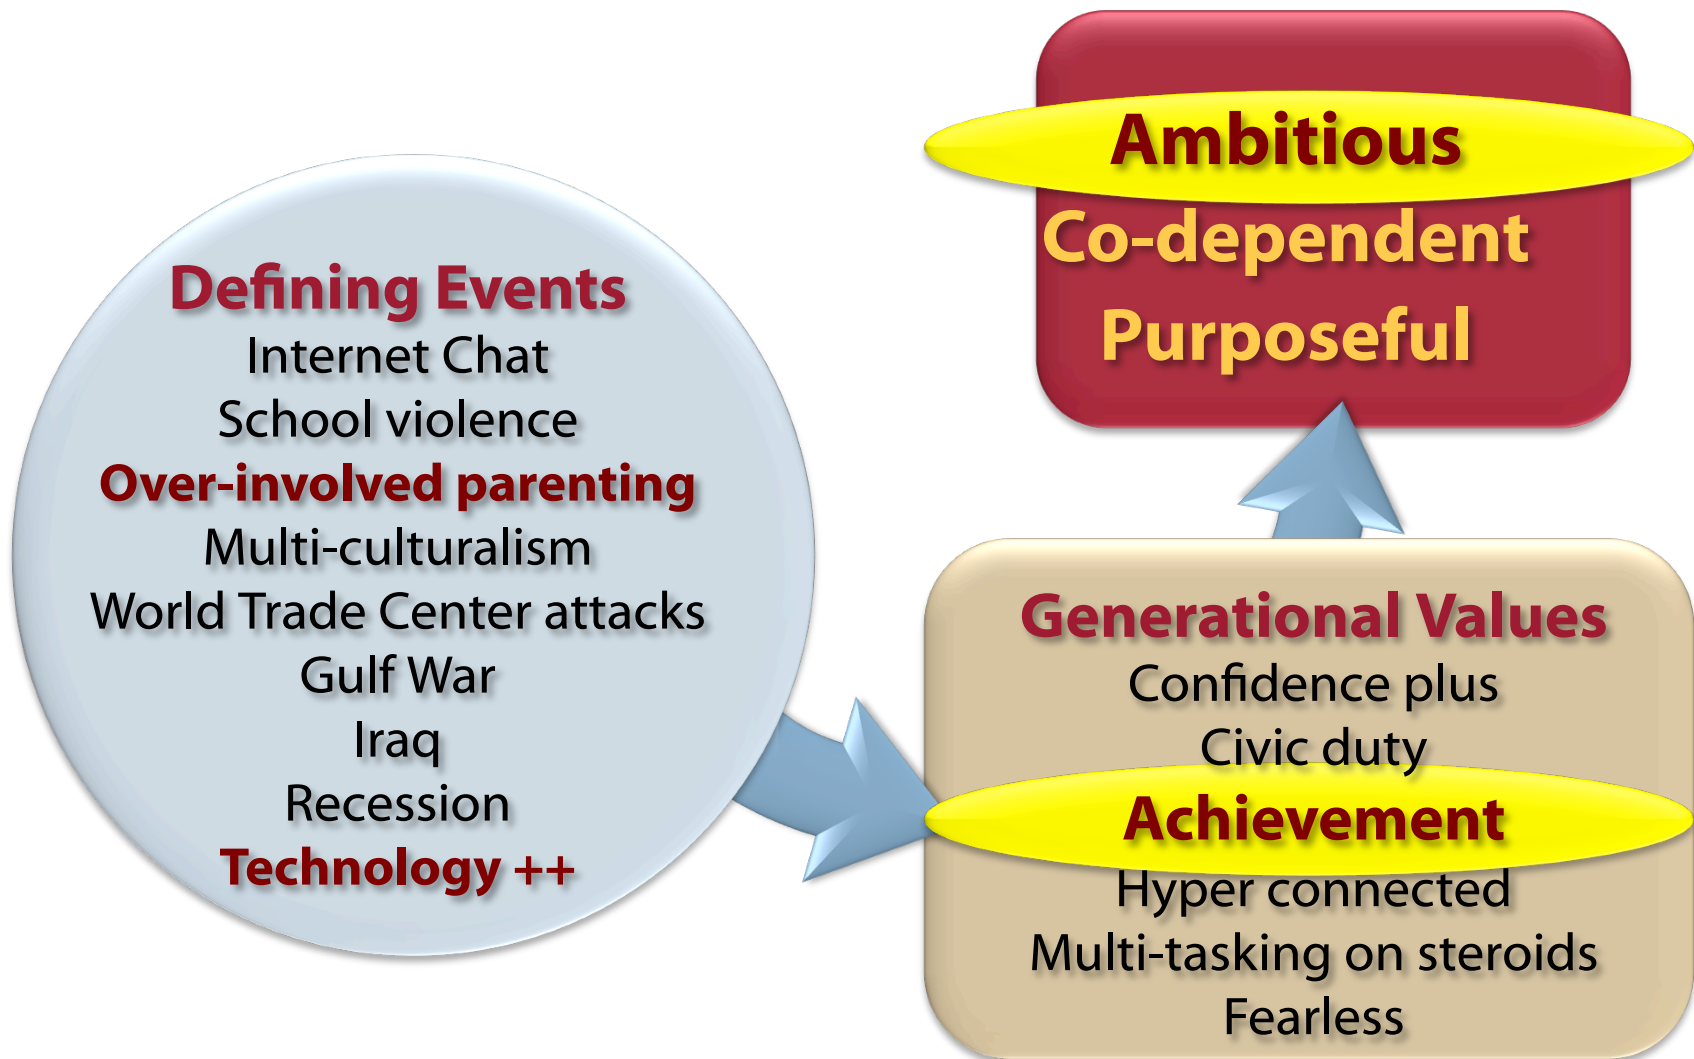 Defining Events
Internet Chat
School violence
Over-involved parenting
Multi-culturalism
World Trade Center attacks
Gulf War
Iraq
Recession
Technology ++
Ambitious
Co-dependent
Purposeful
Generational Values
Confidence plus
Civic duty
Achievement
Hyper connected
Multi-tasking on steroids
Fearless